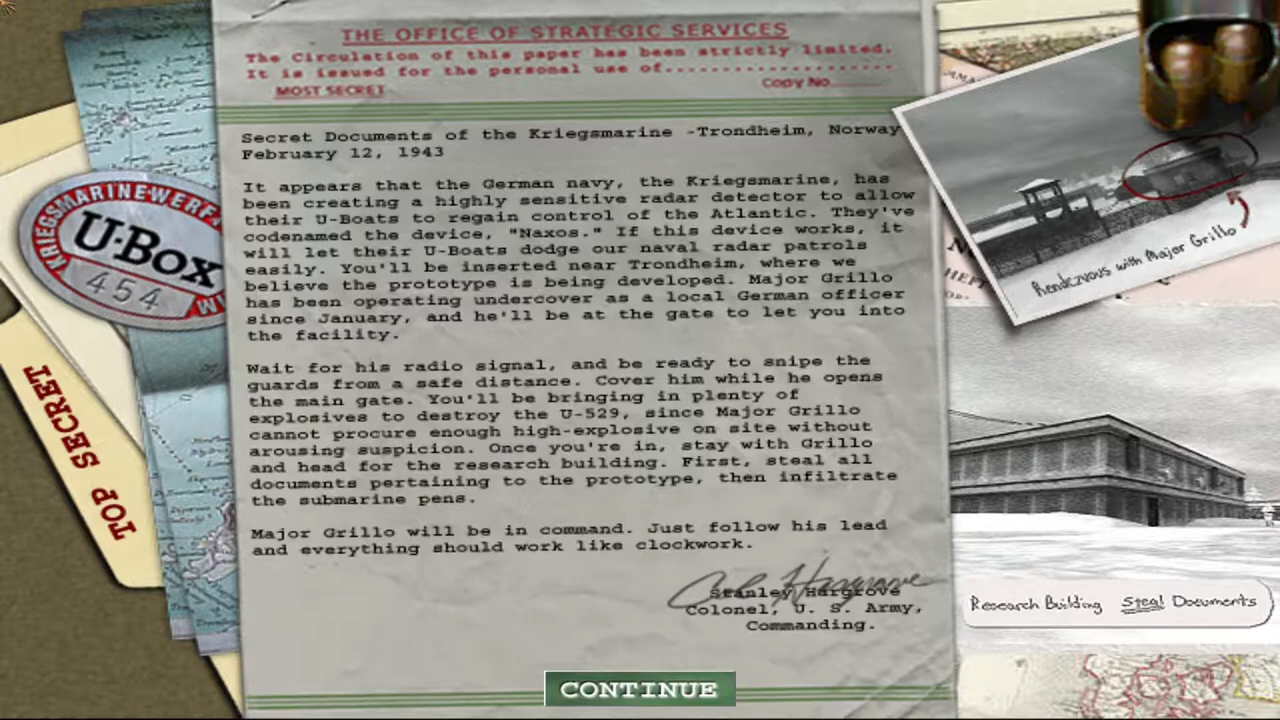 THE OFFICE OF STRATEGIC SERVICES
The Circulation of this paper has been strictly limited.
It is issued for the personal use of....................
MOST SECRET
Copy No.......
Secret Documents of the Kriegsmarine -Trondheim, Norway
February 12, 1943
It appears that the German navy, the Kriegsmarine, has
been creating a highly sensitive radar detector to allow
their U-Boats to regain control of the Atlantic. They've
codenamed the device, "Naxos." If this device works, it
will let their U-Boats dodge our naval radar patrols
easily. You'll be inserted near Trondheim, where we
believe the prototype is being developed. Major Grillo
has been operating undercover as a local German officer
since January, and he'll be at the gate to let you into
the facility.
Wait for his radio signal, and be ready to snipe the
guards from a safe distance. Cover him while he opens
the main gate. You'll be bringing in plenty of
explosives to destroy the U-529, since Major Grillo
cannot procure enough high-explosive on site without
arousing suspicion. Once you're in, stay with Grillo
and head for the research building. First, steal all
documents pertaining to the prototype, then infiltrate
the submarine pens.
Major Grillo will be in command. Just follow his lead
and everything should work like clockwork.
Stanley Hargrove
Colonel, U. S. Army,
Commanding.
CONTINUE
KRIEGSMARINEWERF
U-Box
454
TOP SECRET
Rendezvous with Major Grillo
Research Building Steal Documents